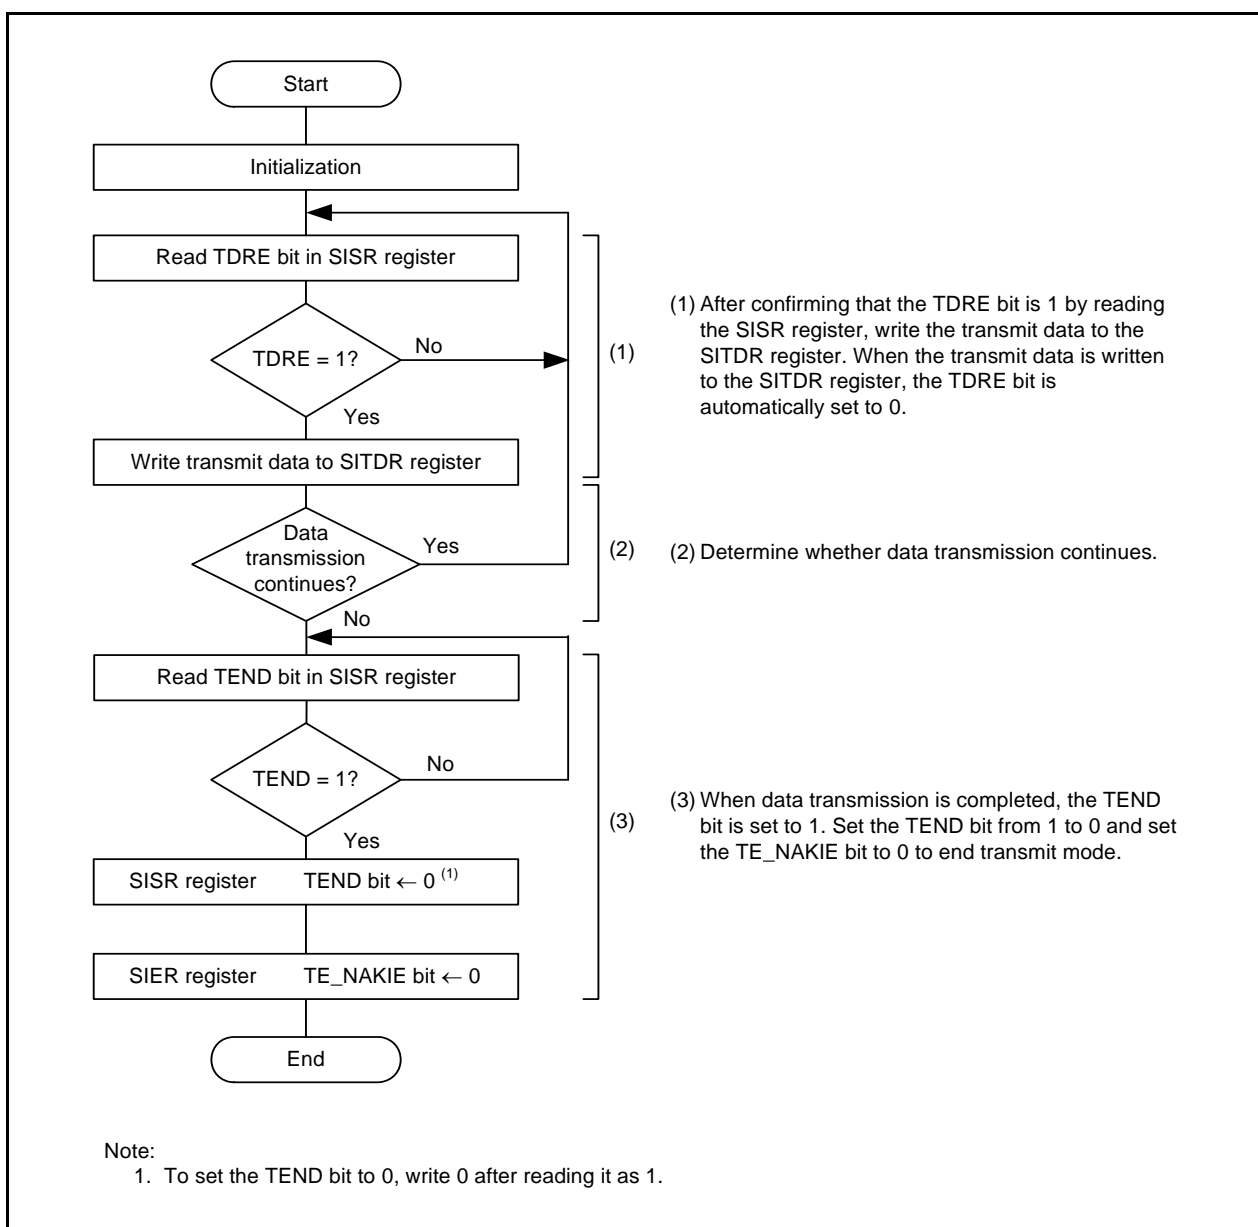 Start
Initialization
Read TDRE bit in SISR register
TDRE = 1?
No
Yes
Write transmit data to SITDR register
(1)
(1) After confirming that the TDRE bit is 1 by reading
the SISR register, write the transmit data to the
SITDR register. When the transmit data is written
to the SITDR register, the TDRE bit is
automatically set to 0.
Data
transmission
continues?
Yes
No
(2)
(2) Determine whether data transmission continues.
Read TEND bit in SISR register
TEND = 1?
No
Yes
SISR register TEND bit ← 0 (1)
SIER register TE_NAKIE bit ← 0
(3)
(3) When data transmission is completed, the TEND
bit is set to 1. Set the TEND bit from 1 to 0 and set
the TE_NAKIE bit to 0 to end transmit mode.
End
Note:
1. To set the TEND bit to 0, write 0 after reading it as 1.